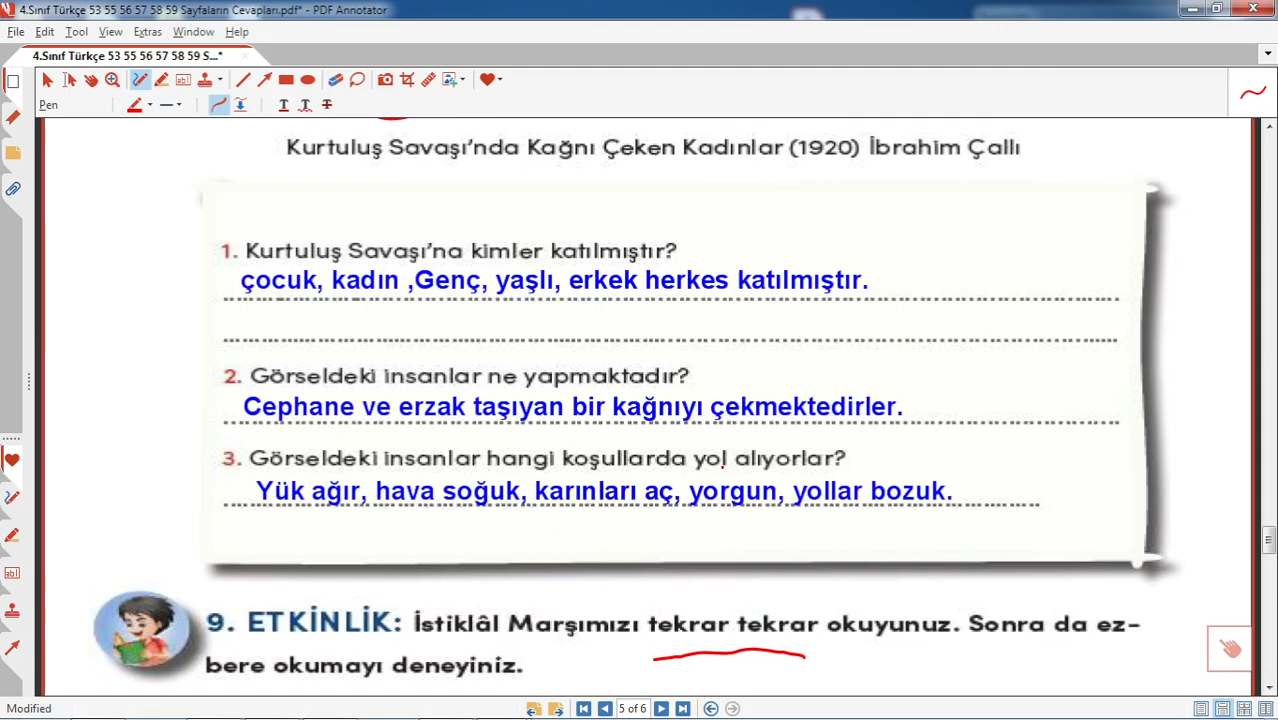 4.Sınıf Türkçe 53 55 56 57 58 59 Sayfaların Cevapları.pdf* - PDF Annotator
File Edit Tool View Extras Window Help
4.Sınıf Türkçe 53 55 56 57 58 59 S...*
Pen
Kurtuluş Savaşı'nda Kağnı Çeken Kadınlar (1920) İbrahim Çallı
1. Kurtuluş Savaşı'na kimler katılmıştır?
çocuk, kadın ,Genç, yaşlı, erkek herkes katılmıştır.
2. Görseldeki insanlar ne yapmaktadır?
Cephane ve erzak taşıyan bir kağnıyı çekmektedirler.
3. Görseldeki insanlar hangi koşullarda yol alıyorlar?
Yük ağır, hava soğuk, karınları aç, yorgun, yollar bozuk.
9. ETKİNLİK: İstiklâl Marşımızı tekrar tekrar okuyunuz. Sonra da ez-
bere okumayı deneyiniz.
Modified 5 of 6